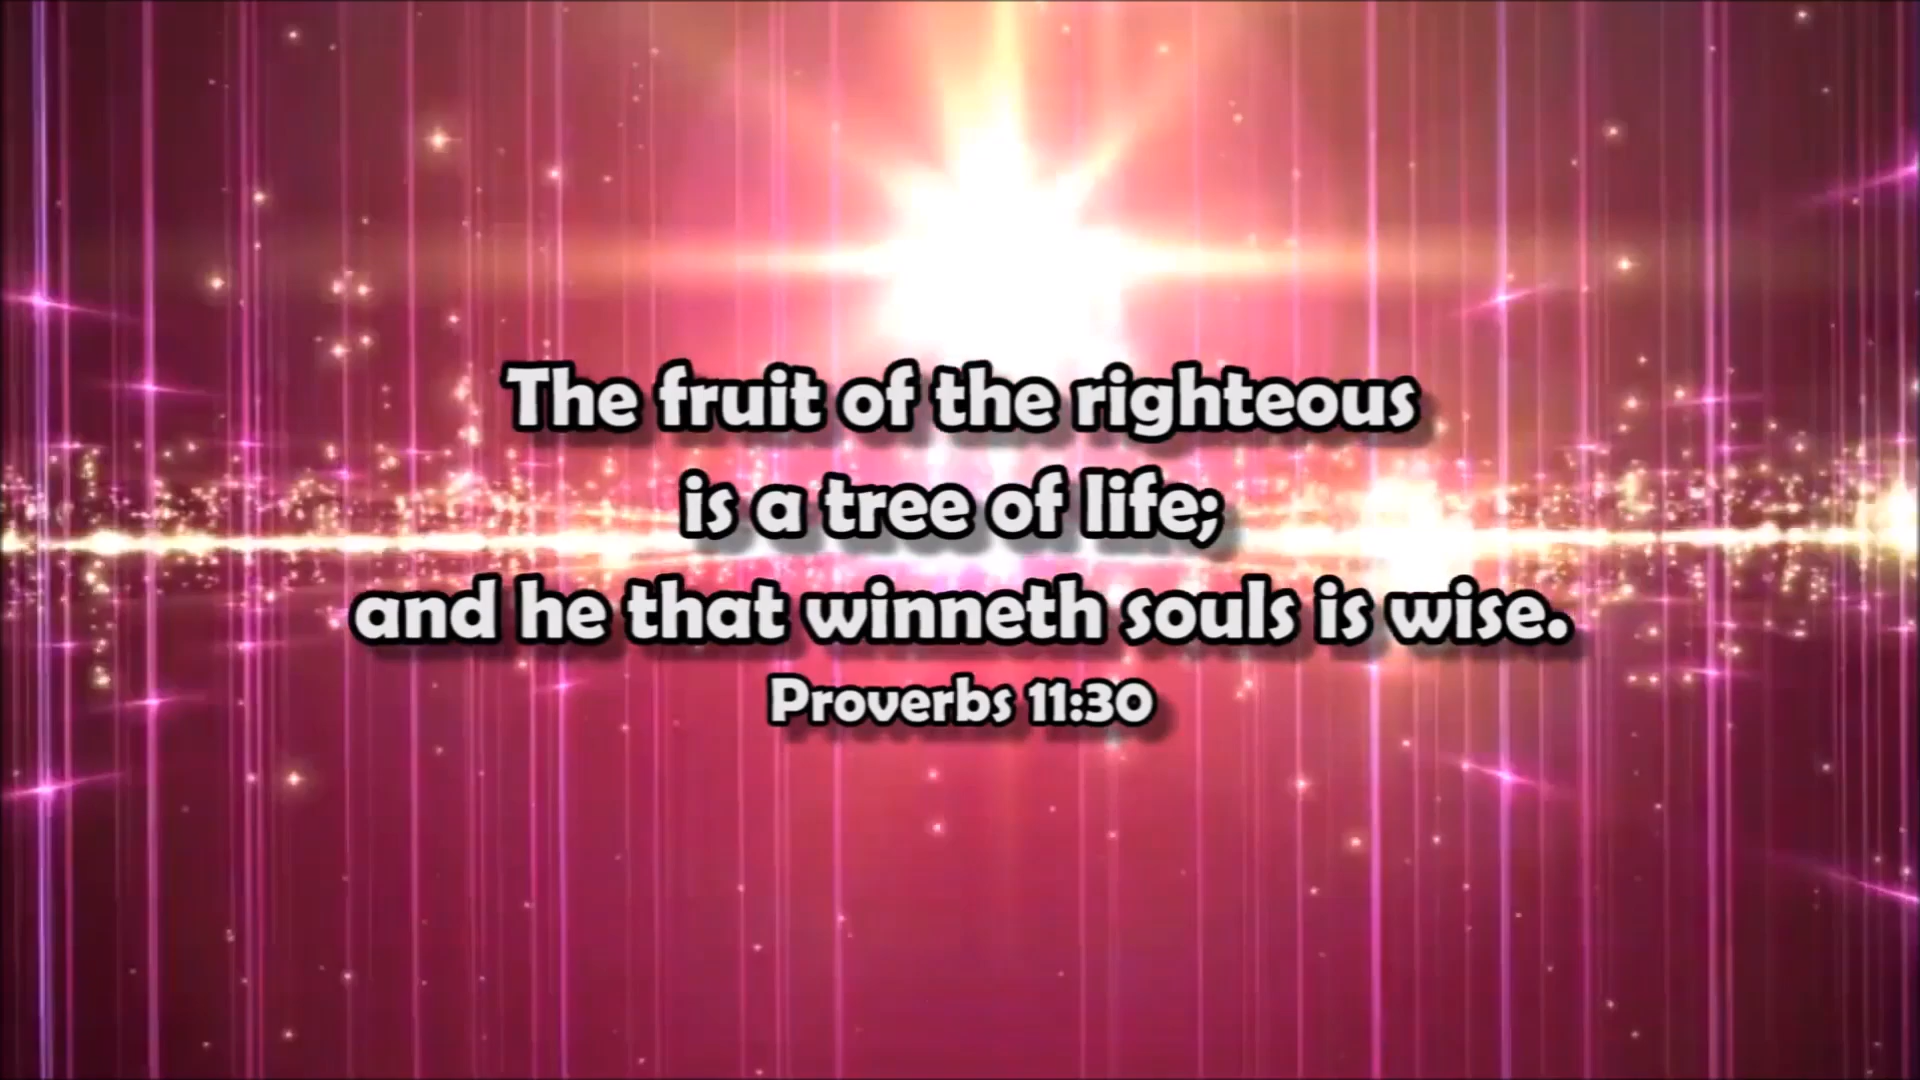 The fruit of the righteous
is a tree of life;
and he that winneth souls is wise.
Proverbs 11:30